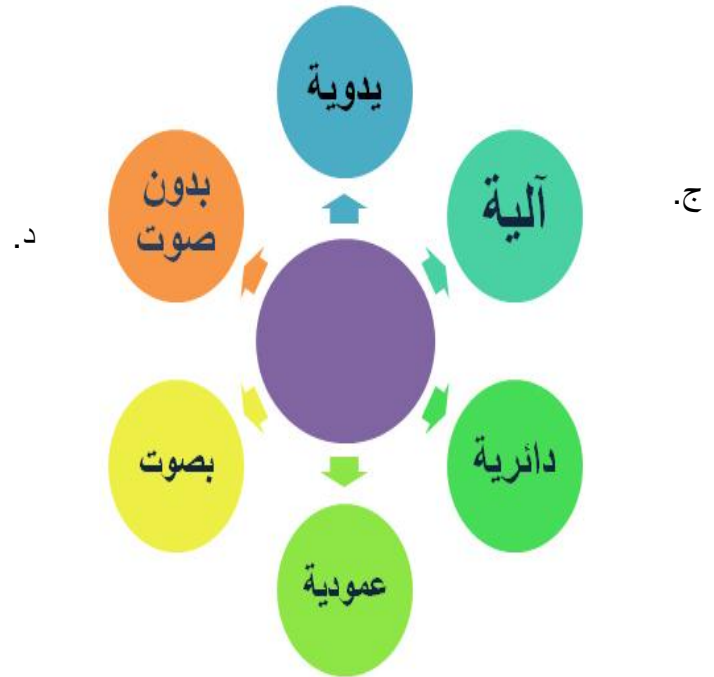 يدوية
آلية
ج.
بدون
صوت
د.
دائرية
بصوت
عمودية